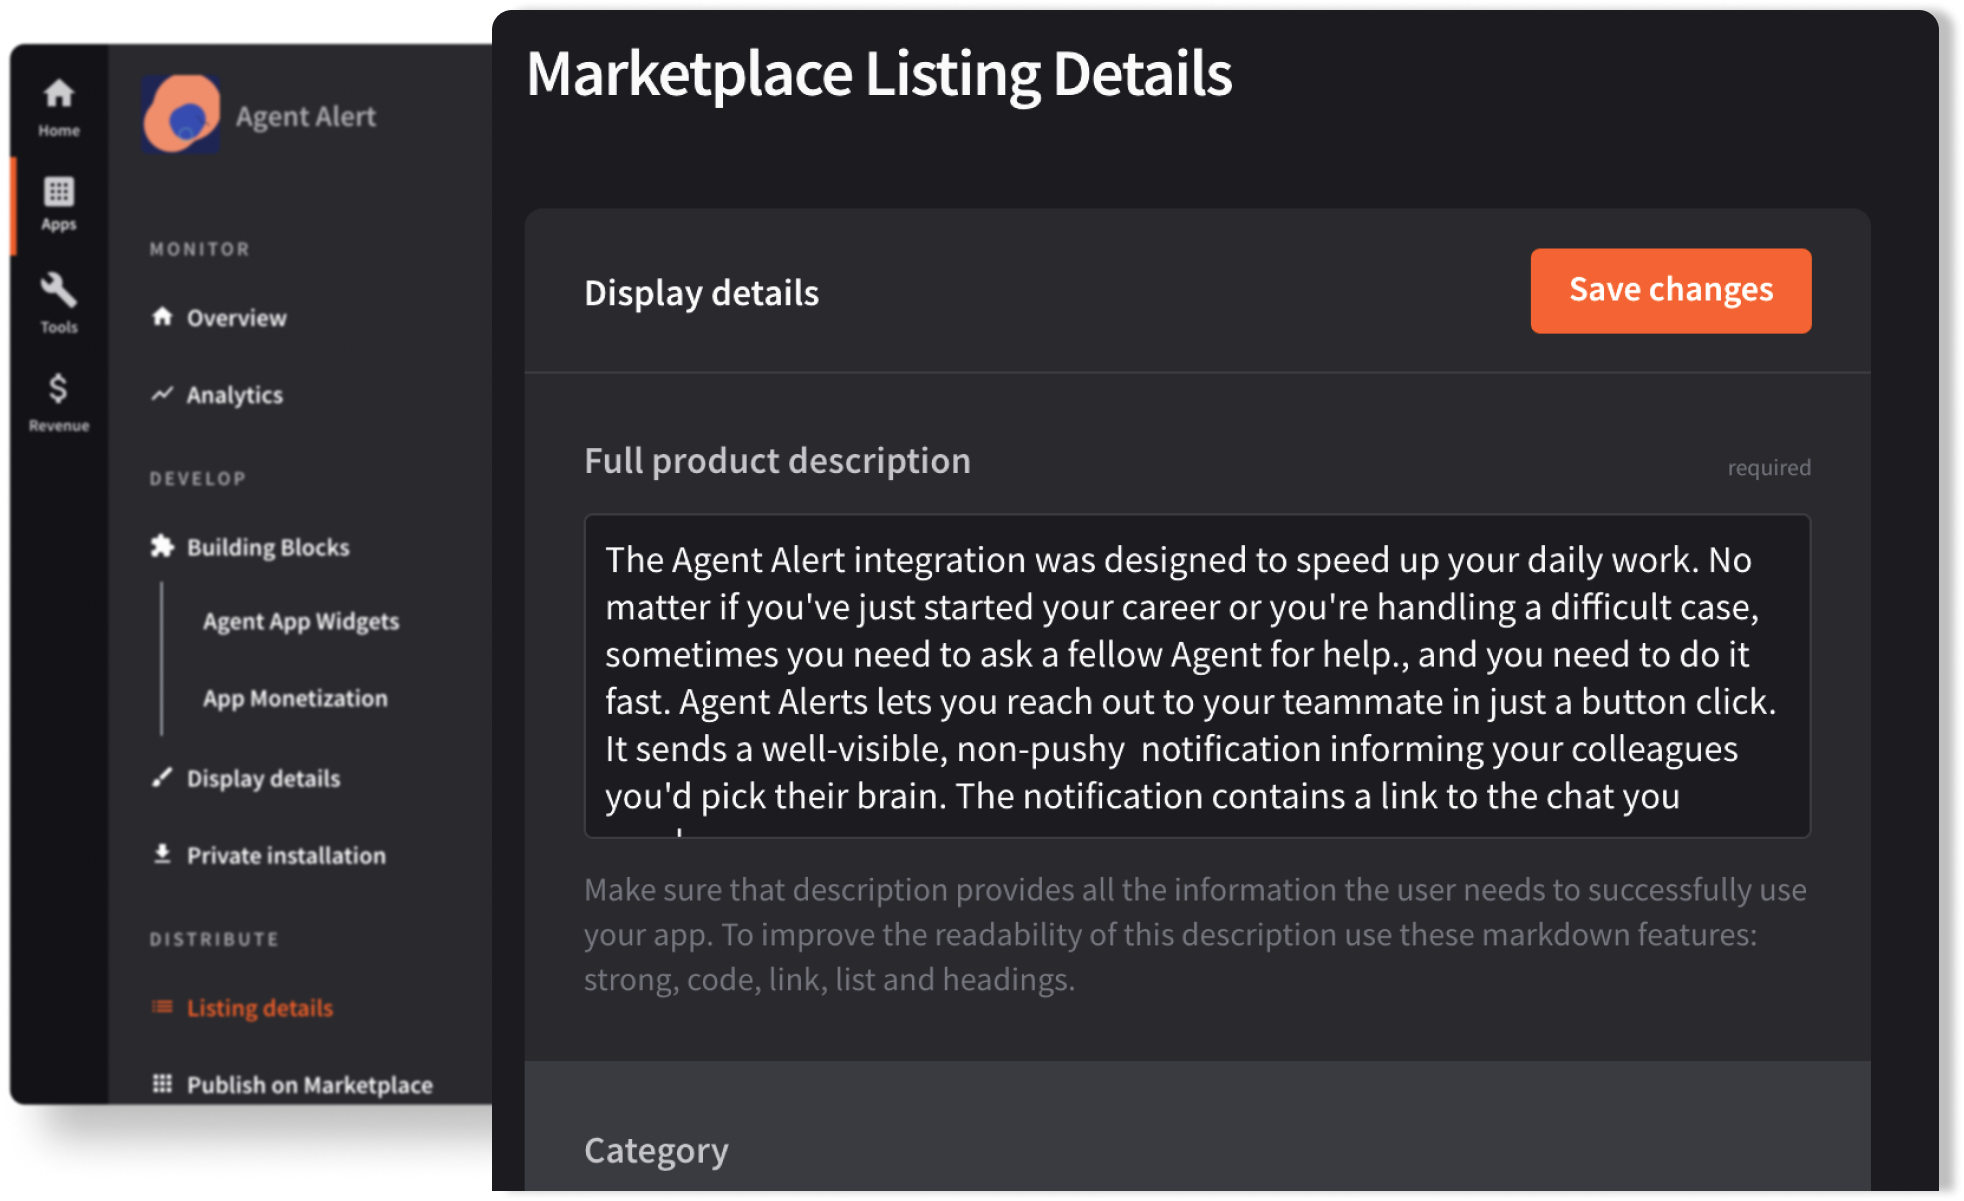 Home
Apps
Tools
Revenue
Agent Alert
MONITOR
Overview
Analytics
DEVELOP
Building Blocks
Agent App Widgets
App Monetization
Display details
Private installation
DISTRIBUTE
Listing details
Publish on Marketplace
Marketplace Listing Details
Display details
Save changes
Full product description
required
The Agent Alert integration was designed to speed up your daily work. No
matter if you've just started your career or you're handling a difficult case,
sometimes you need to ask a fellow Agent for help., and you need to do it
fast. Agent Alerts lets you reach out to your teammate in just a button click.
It sends a well-visible, non-pushy  notification informing your colleagues
you'd pick their brain. The notification contains a link to the chat you
Make sure that description provides all the information the user needs to successfully use
your app. To improve the readability of this description use these markdown features:
strong, code, link, list and headings.
Category